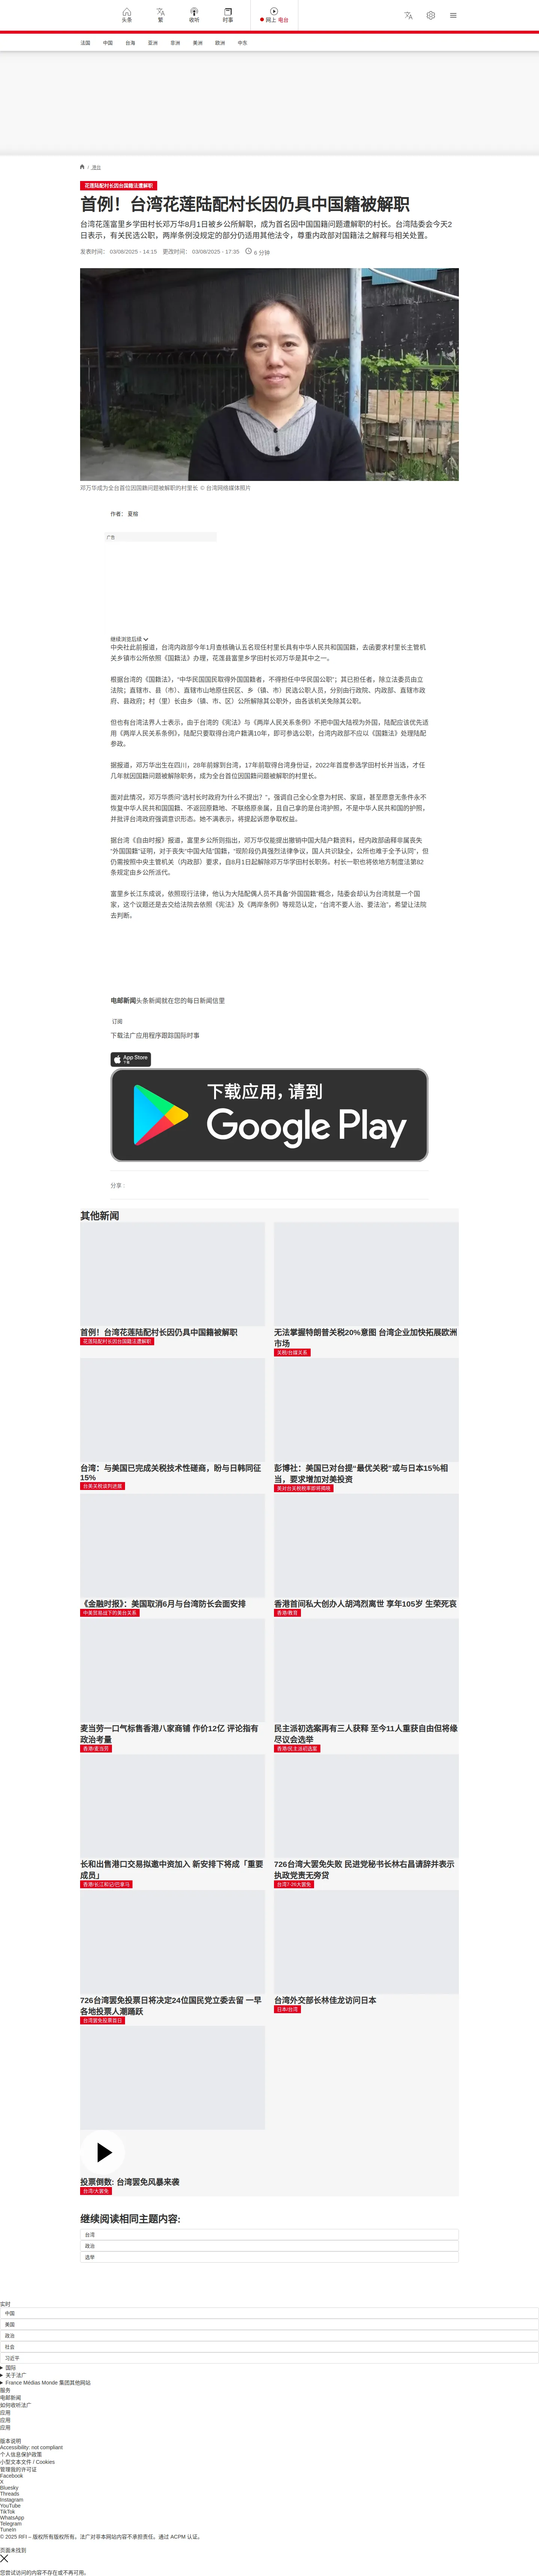 头条
繁
收听
时事
网上 电台
法国
中国
台海
亚洲
非洲
美洲
欧洲
中东
/ 港台
花莲陆配村长因台国籍法遭解职
首例！台湾花莲陆配村长因仍具中国籍被解职
台湾花莲富里乡学田村长邓万华8月1日被乡公所解职，成为首名因中国国籍问题遭解职的村长。台湾陆委会今天2
日表示，有关民选公职，两岸条例没规定的部分仍适用其他法令，尊重内政部对国籍法之解释与相关处置。
发表时间： 03/08/2025 - 14:15 更改时间： 03/08/2025 - 17:35 6 分钟
邓万华成为全台首位因国籍问题被解职的村里长 © 台湾网络媒体照片
作者： 夏榕
广告
继续浏览后续
中央社此前报道，台湾内政部今年1月查核确认五名现任村里长具有中华人民共和国国籍，去函要求村里长主管机
关乡镇市公所依照《国籍法》办理，花莲县富里乡学田村长邓万华是其中之一。
根据台湾的《国籍法》，“中华民国国民取得外国国籍者，不得担任中华民国公职”；其已担任者，除立法委员由立
法院；直辖市、县（市）、直辖市山地原住民区、乡（镇、市）民选公职人员，分别由行政院、内政部、直辖市政
府、县政府；村（里）长由乡（镇、市、区）公所解除其公职外，由各该机关免除其公职。
但也有台湾法界人士表示，由于台湾的《宪法》与《两岸人民关系条例》不把中国大陆视为外国，陆配应该优先适
用《两岸人民关系条例》，陆配只要取得台湾户籍满10年，即可参选公职，台湾内政部不应以《国籍法》处理陆配
参政。
据报道，邓万华出生在四川，28年前嫁到台湾，17年前取得台湾身份证，2022年首度参选学田村长并当选，才任
几年就因国籍问题被解除职务，成为全台首位因国籍问题被解职的村里长。
面对此情况，邓万华质问“选村长时政府为什么不提出？”，强调自己全心全意为村民、家庭，甚至愿意无条件永不
恢复中华人民共和国国籍、不返回原籍地、不联络原亲属，且自己拿的是台湾护照，不是中华人民共和国的护照，
并批评台湾政府强调意识形态。她不满表示，将提起诉愿争取权益。
据台湾《自由时报》报道，富里乡公所则指出，邓万华仅能提出撤销中国大陆户籍资料，经内政部函释非属丧失
“外国国籍”证明，对于丧失“中国大陆”国籍，“现阶段仍具强烈法律争议，国人共识缺全，公所也难于全予认同”，但
仍需按照中央主管机关（内政部）要求，自8月1日起解除邓万华学田村长职务。村长一职也将依地方制度法第82
条规定由乡公所派代。
富里乡长江东成说，依照现行法律，他认为大陆配偶人员不具备“外国国籍”概念，陆委会却认为台湾就是一个国
家，这个议题还是去交给法院去依照《宪法》及《两岸条例》等规范认定，“台湾不要人治、要法治”，希望让法院
去判断。
电邮新闻头条新闻就在您的每日新闻信里
订阅
下载法广应用程序跟踪国际时事
App Store
下载
下载应用，请到
Google Play
分享 :
其他新闻
首例！台湾花莲陆配村长因仍具中国籍被解职
花莲陆配村长因台国籍法遭解职
无法掌握特朗普关税20%意图 台湾企业加快拓展欧洲
市场
关税/台媒关系
台湾：与美国已完成关税技术性磋商，盼与日韩同征
15%
台美关税谈判进展
彭博社：美国已对台提“最优关税”或与日本15%相
当，要求增加对美投资
美对台关税税率即将揭晓
《金融时报》：美国取消6月与台湾防长会面安排
中美贸易战下的美台关系
香港首间私大创办人胡鸿烈离世 享年105岁 生荣死哀
香港/教育
麦当劳一口气标售香港八家商铺 作价12亿 评论指有
政治考量
香港/麦当劳
民主派初选案再有三人获释 至今11人重获自由但将缘
尽议会选举
香港/民主派初选案
长和出售港口交易拟邀中资加入 新安排下将成「重要
成员」
香港/长江和记/巴拿马
726台湾大罢免失败 民进党秘书长林右昌请辞并表示
执政党责无旁贷
台湾7-26大罢免
726台湾罢免投票日将决定24位国民党立委去留 一早
各地投票人潮踊跃
台湾罢免投票首日
台湾外交部长林佳龙访问日本
日本/台湾
投票倒数: 台湾罢免风暴来袭
台湾/大罢免
继续阅读相同主题内容:
台湾
政治
选举
实时
中国
美国
政治
社会
习近平
国际
关于法广
France Médias Monde 集团其他网站
服务
电邮新闻
如何收听法广
应用
应用
应用
版本说明
Accessibility: not compliant
个人信息保护政策
小型文本文件 / Cookies
管理我的许可证
Facebook
X
Bluesky
Threads
Instagram
YouTube
TikTok
WhatsApp
Telegram
TuneIn
© 2025 RFI – 版权所有版权所有。法广对非本网站内容不承担责任。通过 ACPM 认证。
页面未找到
您尝试访问的内容不存在或不再可用。